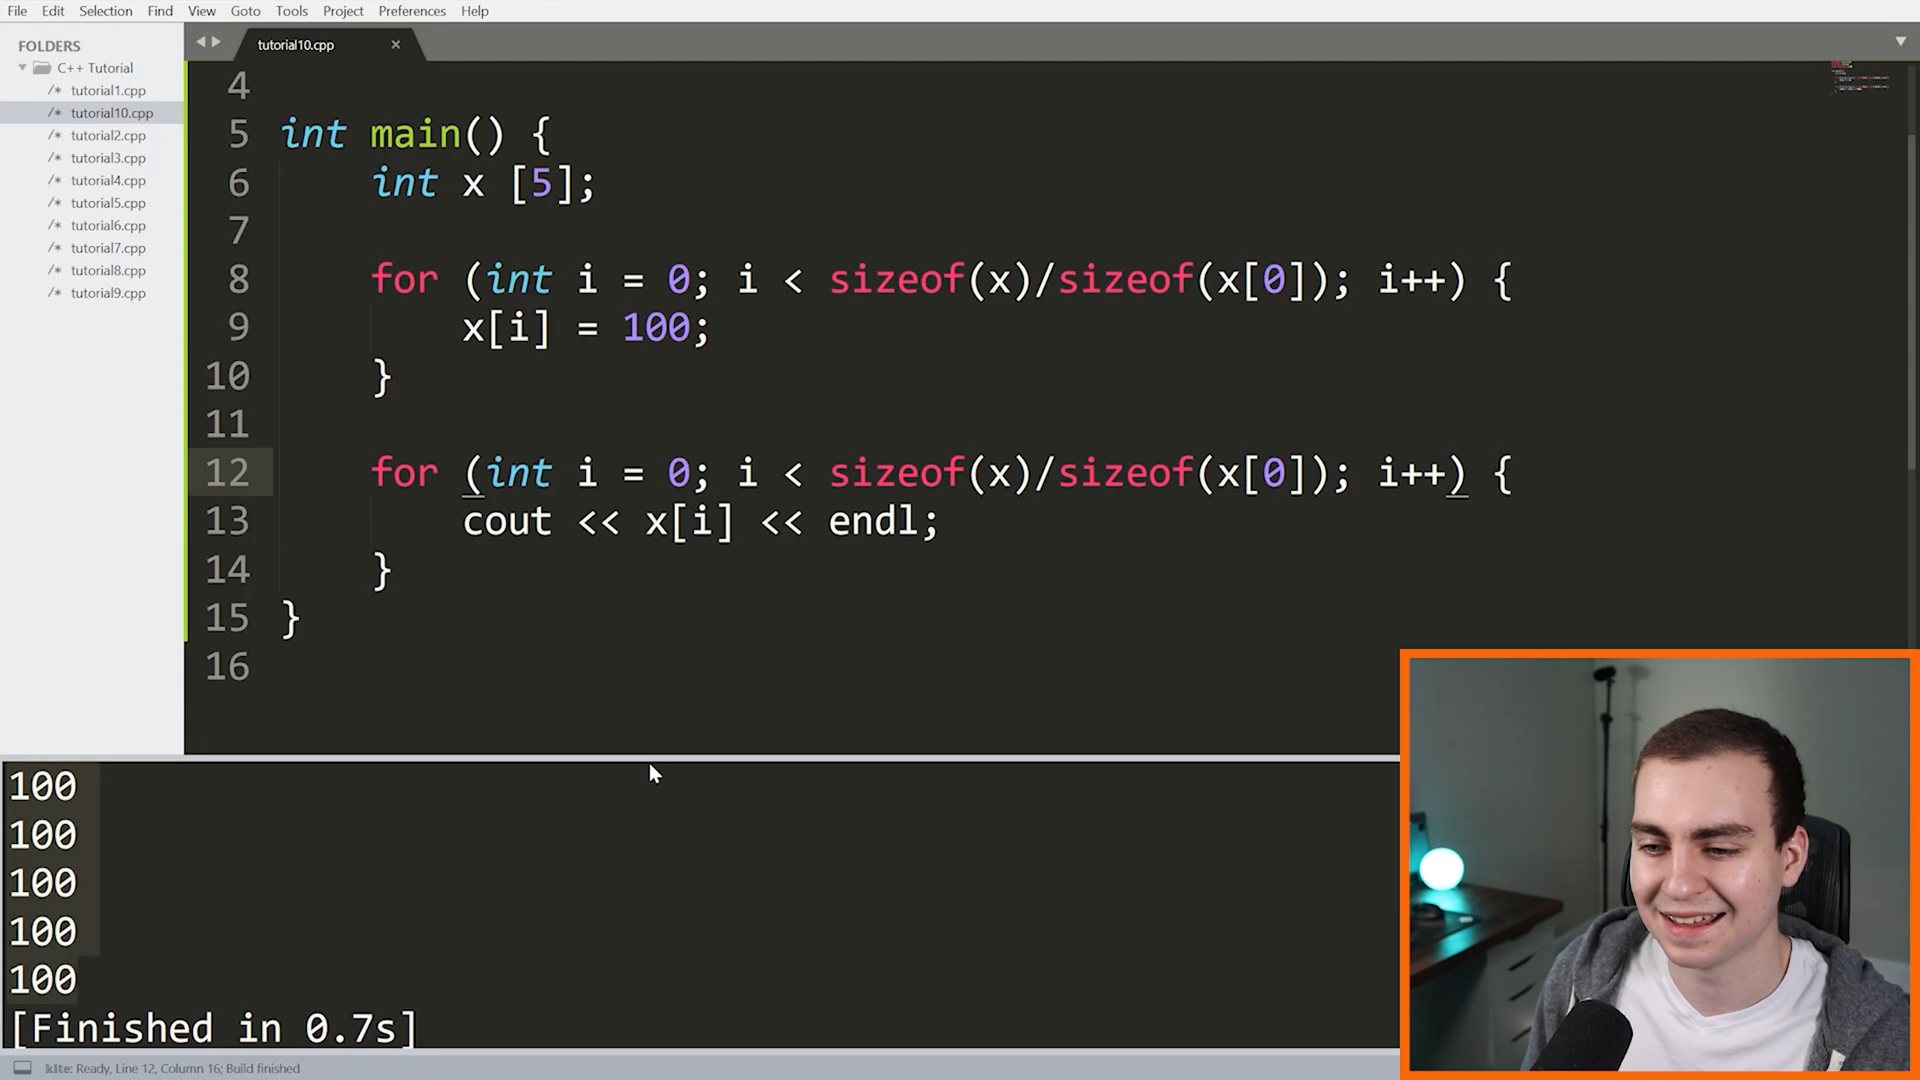 File Edit Selection Find View Goto Tools Project Preferences Help
FOLDERS
C++ Tutorial
/* tutorial1.cpp
/* tutorial10.cpp
/* tutorial2.cpp
/* tutorial3.cpp
/* tutorial4.cpp
/* tutorial5.cpp
/* tutorial6.cpp
/* tutorial7.cpp
/* tutorial8.cpp
/* tutorial9.cpp
tutorial10.cpp ×
4
5 int main() {
6 int x [5];
7
8 for (int i = 0; i < sizeof(x)/sizeof(x[0]); i++) {
9 x[i] = 100;
10 }
11
12 for (int i = 0; i < sizeof(x)/sizeof(x[0]); i++) {
13 cout << x[i] << endl;
14 }
15 }
16
100
100
100
100
100
[Finished in 0.7s]
kite: Ready, Line 12, Column 16; Build finished